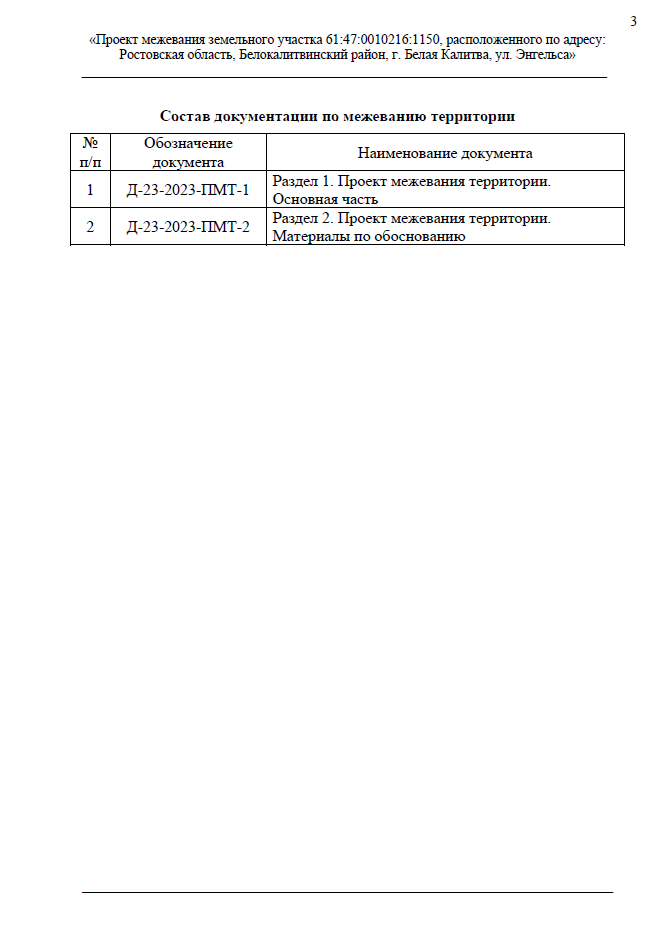 3
«Проект межевания земельного участка 61:47:0010216:1150, расположенного по адресу:
Ростовская область, Белокалитвинский район, г. Белая Калитва, ул. Энгельса»
Состав документации по межеванию территории
№
п/п
Обозначение
документа
Наименование документа
1
Д-23-2023-ПМТ-1
Раздел 1. Проект межевания территории.
Основная часть
2
Д-23-2023-ПМТ-2
Раздел 2. Проект межевания территории.
Материалы по обоснованию